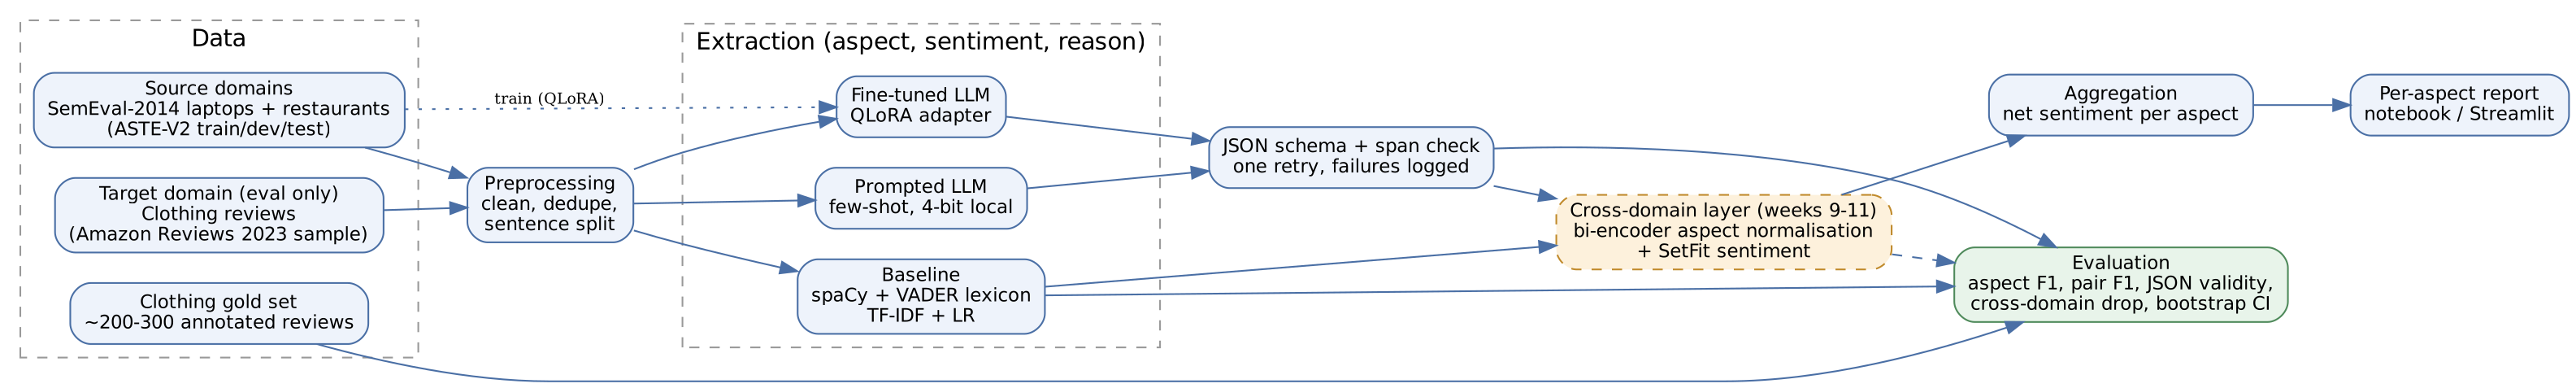 Data
Source domains
SemEval-2014 laptops + restaurants
(ASTE-V2 train/dev/test)
Target domain (eval only)
Clothing reviews
(Amazon Reviews 2023 sample)
Clothing gold set
~200-300 annotated reviews
train (QLoRA)
Preprocessing
clean, dedupe,
sentence split
Extraction (aspect, sentiment, reason)
Fine-tuned LLM
QLoRA adapter
Prompted LLM
few-shot, 4-bit local
Baseline
spaCy + VADER lexicon
TF-IDF + LR
JSON schema + span check
one retry, failures logged
Cross-domain layer (weeks 9-11)
bi-encoder aspect normalisation
+ SetFit sentiment
Aggregation
net sentiment per aspect
Evaluation
aspect F1, pair F1, JSON validity,
cross-domain drop, bootstrap CI
Per-aspect report
notebook / Streamlit